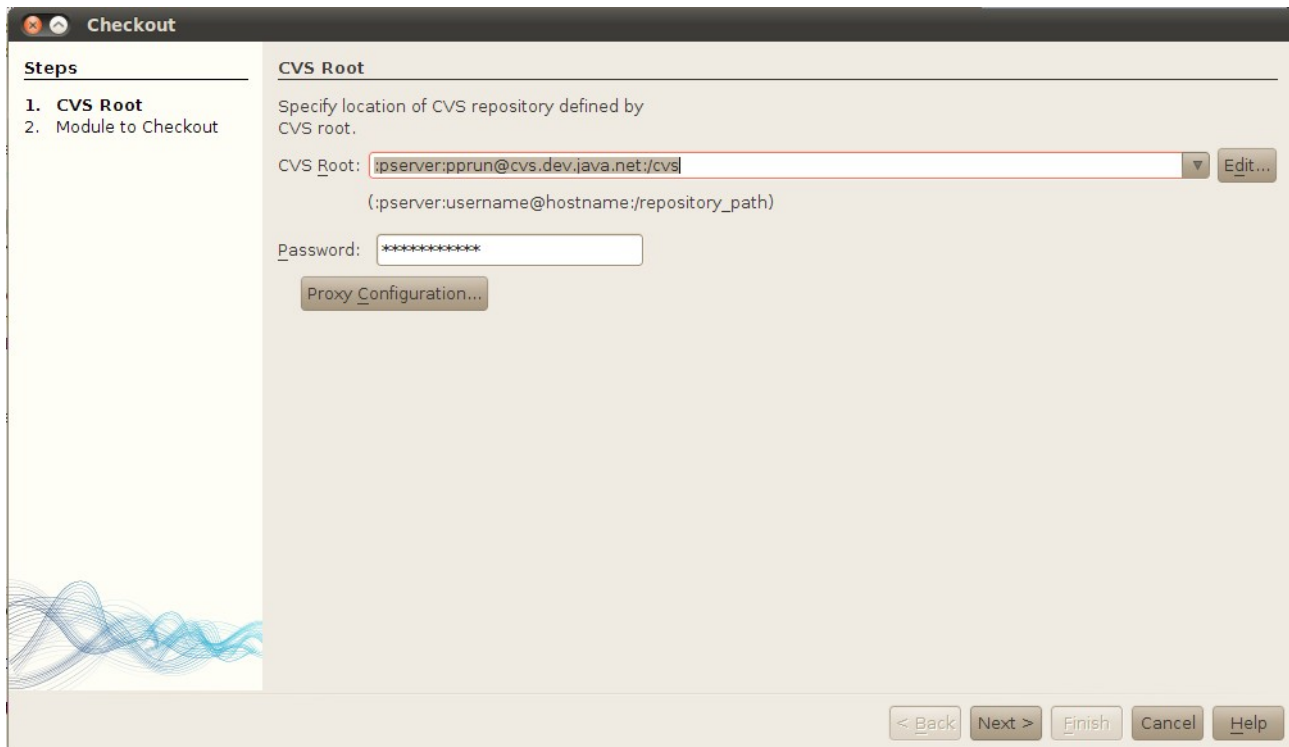 Checkout
Steps
1. CVS Root
2. Module to Checkout
CVS Root
Specify location of CVS repository defined by
CVS root.
CVS Root: :pserver:pprun@cvs.dev.java.net:/cvs Edit...
(:pserver:username@hostname:/repository_path)
Password: ***********
Proxy Configuration...
< Back Next > Finish Cancel Help